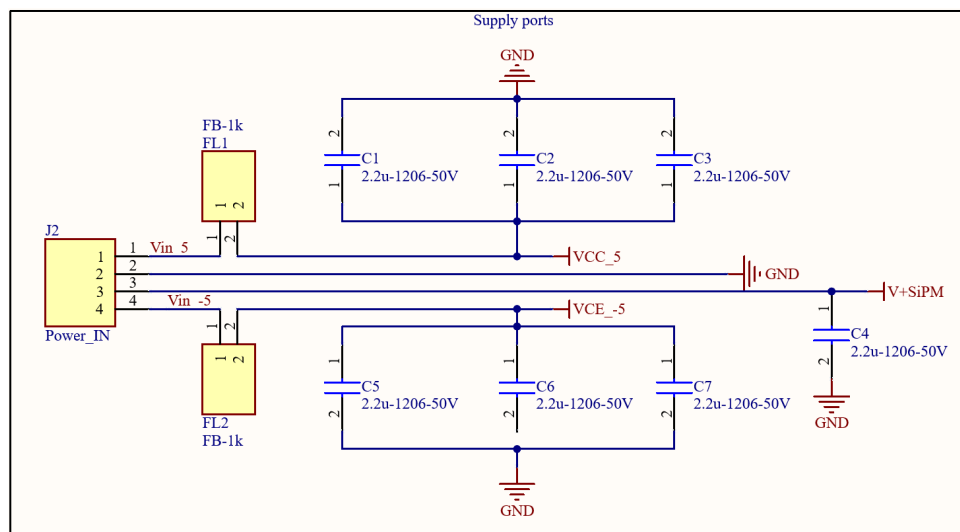 Supply ports
GND
FB-1k
FL1
1 2
1 2
2
C1
2.2u-1206-50V
1
2
C2
2.2u-1206-50V
1
2
C3
2.2u-1206-50V
1
J2
1 1 Vin_5
2 2
3 3
4 4 Vin_-5
Power_IN
VCC_5
GND
V+SiPM
VCE_-5
1 2
1 2
FL2
FB-1k
1
C5
2.2u-1206-50V
2
1
C6
2.2u-1206-50V
2
1
C7
2.2u-1206-50V
2
1
C4
2.2u-1206-50V
2
GND
GND